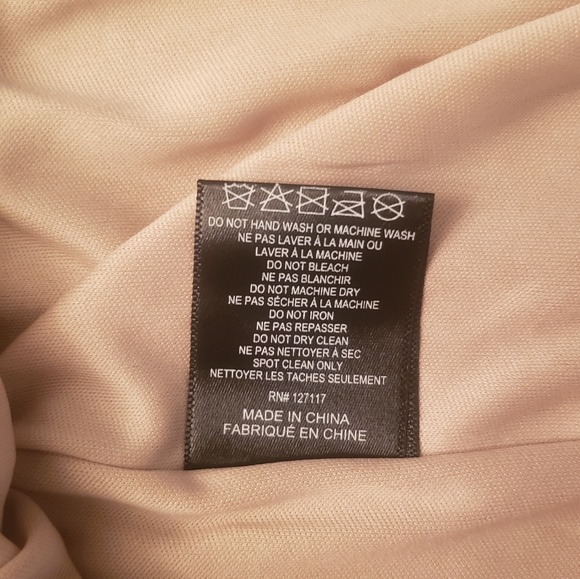 DO NOT HAND WASH OR MACHINE WASH
NE PAS LAVER À LA MAIN OU
LAVER À LA MACHINE
DO NOT BLEACH
NE PAS BLANCHIR
DO NOT MACHINE DRY
NE PAS SÉCHER À LA MACHINE
DO NOT IRON
NE PAS REPASSER
DO NOT DRY CLEAN
NE PAS NETTOYER À SEC
SPOT CLEAN ONLY
NETTOYER LES TACHES SEULEMENT
RN# 127117
MADE IN CHINA
FABRIQUÉ EN CHINE